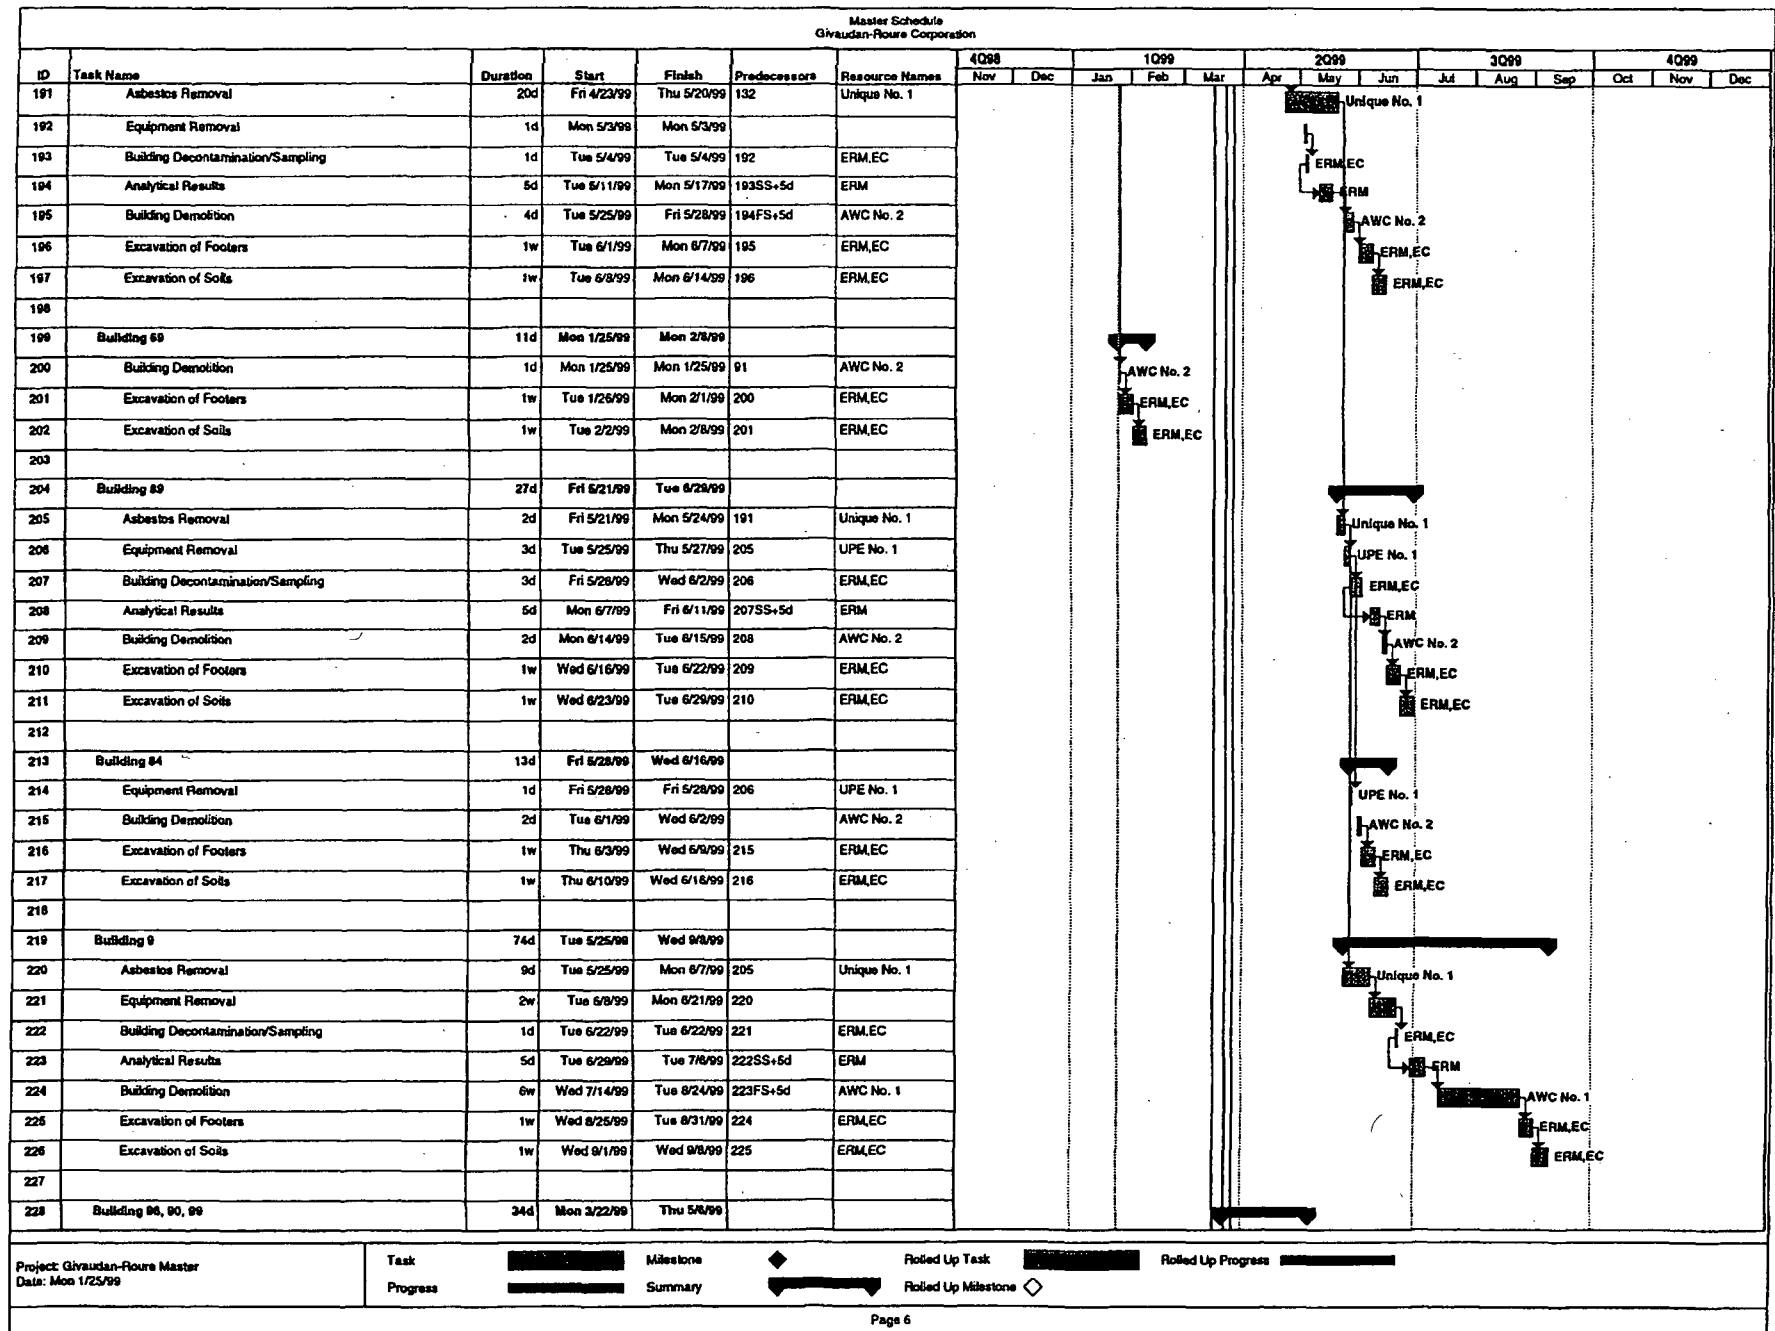 Master Schedule
Givaudan-Roure Corporation
4Q98 1Q99 2Q99 3Q99 4Q99
ID Task Name Duration Start Finish Predecessors Resource Names Nov Dec Jan Feb Mar Apr May Jun Jul Aug Sep Oct Nov Dec
191 Asbestos Removal 20d Fri 4/23/99 Thu 5/20/99 132 Unique No. 1 Unique No. 1
192 Equipment Removal 1d Mon 5/3/99 Mon 5/3/99
193 Building Decontamination/Sampling 1d Tue 5/4/99 Tue 5/4/99 192 ERM,EC ERM,EC
194 Analytical Results 5d Tue 5/11/99 Mon 5/17/99 193SS+5d ERM ERM
195 Building Demolition 4d Tue 5/25/99 Fri 5/28/99 194FS+5d AWC No. 2 AWC No. 2
196 Excavation of Footers 1w Tue 6/1/99 Mon 6/7/99 195 ERM,EC ERM,EC
197 Excavation of Soils 1w Tue 6/8/99 Mon 6/14/99 196 ERM,EC ERM,EC
198
199 Building 69 11d Mon 1/25/99 Mon 2/8/99
200 Building Demolition 1d Mon 1/25/99 Mon 1/25/99 91 AWC No. 2 AWC No. 2
201 Excavation of Footers 1w Tue 1/26/99 Mon 2/1/99 200 ERM,EC ERM,EC
202 Excavation of Soils 1w Tue 2/2/99 Mon 2/8/99 201 ERM,EC ERM,EC
203
204 Building 89 27d Fri 5/21/99 Tue 6/29/99
205 Asbestos Removal 2d Fri 5/21/99 Mon 5/24/99 191 Unique No. 1 Unique No. 1
206 Equipment Removal 3d Tue 5/25/99 Thu 5/27/99 205 UPE No. 1 UPE No. 1
207 Building Decontamination/Sampling 3d Fri 5/28/99 Wed 6/2/99 206 ERM,EC ERM,EC
208 Analytical Results 5d Mon 6/7/99 Fri 6/11/99 207SS+5d ERM ERM
209 Building Demolition 2d Mon 6/14/99 Tue 6/15/99 208 AWC No. 2 AWC No. 2
210 Excavation of Footers 1w Wed 6/16/99 Tue 6/22/99 209 ERM,EC ERM,EC
211 Excavation of Soils 1w Wed 6/23/99 Tue 6/29/99 210 ERM,EC ERM,EC
212
213 Building 84 13d Fri 5/28/99 Wed 6/16/99
214 Equipment Removal 1d Fri 5/28/99 Fri 5/28/99 206 UPE No. 1 UPE No. 1
215 Building Demolition 2d Tue 6/1/99 Wed 6/2/99 AWC No. 2 AWC No. 2
216 Excavation of Footers 1w Thu 6/3/99 Wed 6/9/99 215 ERM,EC ERM,EC
217 Excavation of Soils 1w Thu 6/10/99 Wed 6/16/99 216 ERM,EC ERM,EC
218
219 Building 9 74d Tue 5/25/99 Wed 9/8/99
220 Asbestos Removal 9d Tue 5/25/99 Mon 6/7/99 205 Unique No. 1 Unique No. 1
221 Equipment Removal 2w Tue 6/8/99 Mon 6/21/99 220
222 Building Decontamination/Sampling 1d Tue 6/22/99 Tue 6/22/99 221 ERM,EC ERM,EC
223 Analytical Results 5d Tue 6/29/99 Tue 7/6/99 222SS+5d ERM ERM
224 Building Demolition 6w Wed 7/14/99 Tue 8/24/99 223FS+5d AWC No. 1 AWC No. 1
225 Excavation of Footers 1w Wed 8/25/99 Tue 8/31/99 224 ERM,EC ERM,EC
226 Excavation of Soils 1w Wed 9/1/99 Wed 9/8/99 225 ERM,EC ERM,EC
227
228 Building 98, 90, 99 34d Mon 3/22/99 Thu 5/6/99
Project: Givaudan-Roure Master
Date: Mon 1/25/99
Task Milestone Rolled Up Task Rolled Up Progress
Progress Summary Rolled Up Milestone
Page 6